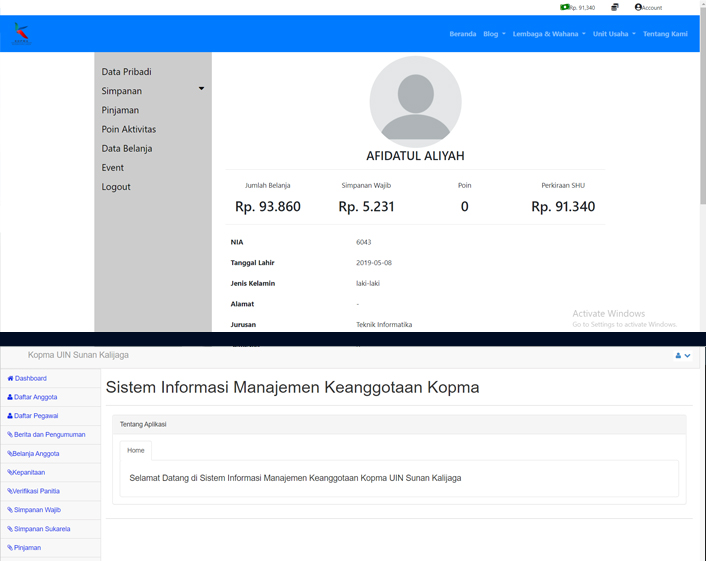 Rp. 91,340 Account
Beranda Blog Lembaga & Wahana Unit Usaha Tentang Kami
Data Pribadi
Simpanan
Pinjaman
Poin Aktivitas
Data Belanja
Event
Logout
AFIDATUL ALIYAH
Jumlah Belanja Simpanan Wajib Poin Perkiraan SHU
Rp. 93.860 Rp. 5.231 0 Rp. 91.340
NIA 6043
Tanggal Lahir 2019-05-08
Jenis Kelamin laki-laki
Alamat -
Jurusan Teknik Informatika
Activate Windows
Go to Settings to activate Windows.
Kopma UIN Sunan Kalijaga
Dashboard
Daftar Anggota
Daftar Pegawai
Berita dan Pengumuman
Belanja Anggota
Kepanitaan
Verifikasi Panitia
Simpanan Wajib
Simpanan Sukarela
Pinjaman
Sistem Informasi Manajemen Keanggotaan Kopma
Tentang Aplikasi
Home
Selamat Datang di Sistem Informasi Manajemen Keanggotaan Kopma UIN Sunan Kalijaga